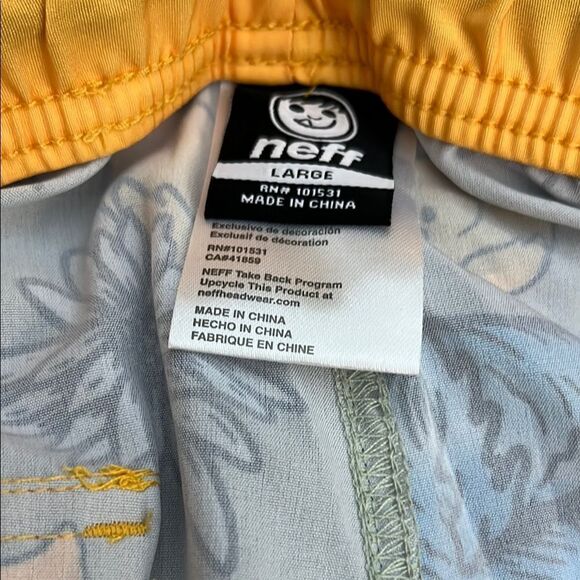 neff
LARGE
RN# 101531
MADE IN CHINA
Exclusivo de decoración
Exclusif de décoration
RN#101531
CA#41859
NEFF Take Back Program
Upcycle This Product at
neffheadwear.com
MADE IN CHINA
HECHO IN CHINA
FABRIQUE EN CHINE